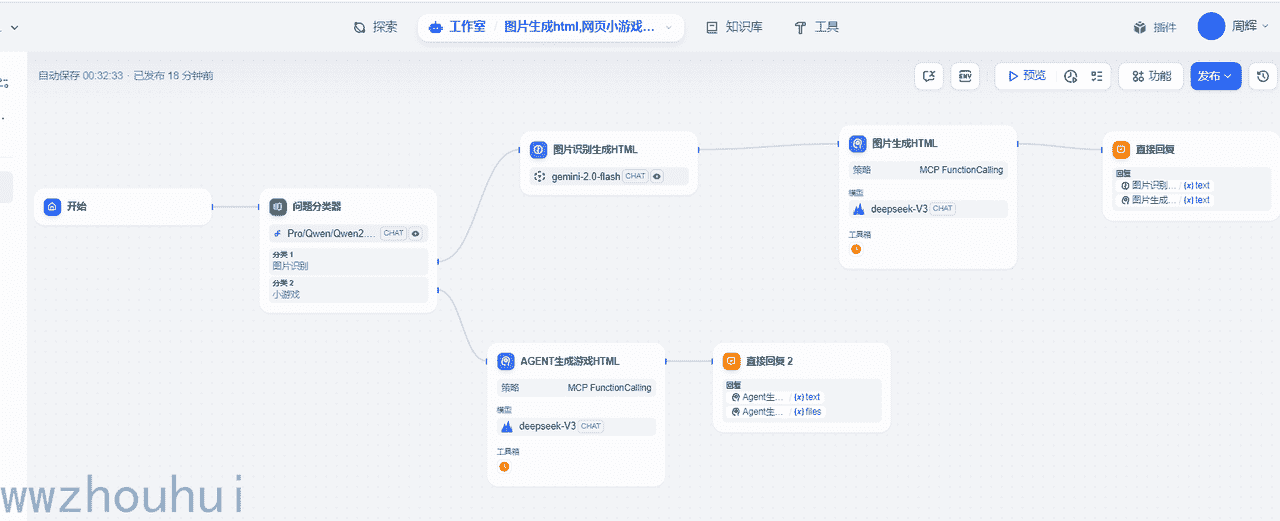 探索
工作室 / 图片生成html,网页小游戏...
知识库
工具
插件
周辉
自动保存 00:32:33 · 已发布 18 分钟前
ENV
预览
功能
发布
开始
问题分类器
Pro/Qwen/Qwen2.... CHAT
分类 1
图片识别
分类 2
小游戏
图片识别生成HTML
gemini-2.0-flash CHAT
图片生成HTML
策略 MCP FunctionCalling
模型
deepseek-V3 CHAT
工具箱
直接回复
回复
图片识别... / {x} text
图片生成... / {x} text
AGENT生成游戏HTML
策略 MCP FunctionCalling
模型
deepseek-V3 CHAT
工具箱
直接回复 2
回复
Agent生... / {x} text
Agent生... / {x} files
wwzhouhui